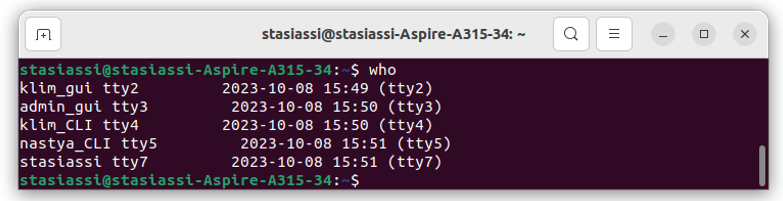 stasiassi@stasiassi-Aspire-A315-34: ~
stasiassi@stasiassi-Aspire-A315-34:~$ who
klim_gui tty2         2023-10-08 15:49 (tty2)
admin_gui tty3         2023-10-08 15:50 (tty3)
klim_CLI tty4         2023-10-08 15:50 (tty4)
nastya_CLI tty5         2023-10-08 15:51 (tty5)
stasiassi tty7         2023-10-08 15:51 (tty7)
stasiassi@stasiassi-Aspire-A315-34:~$